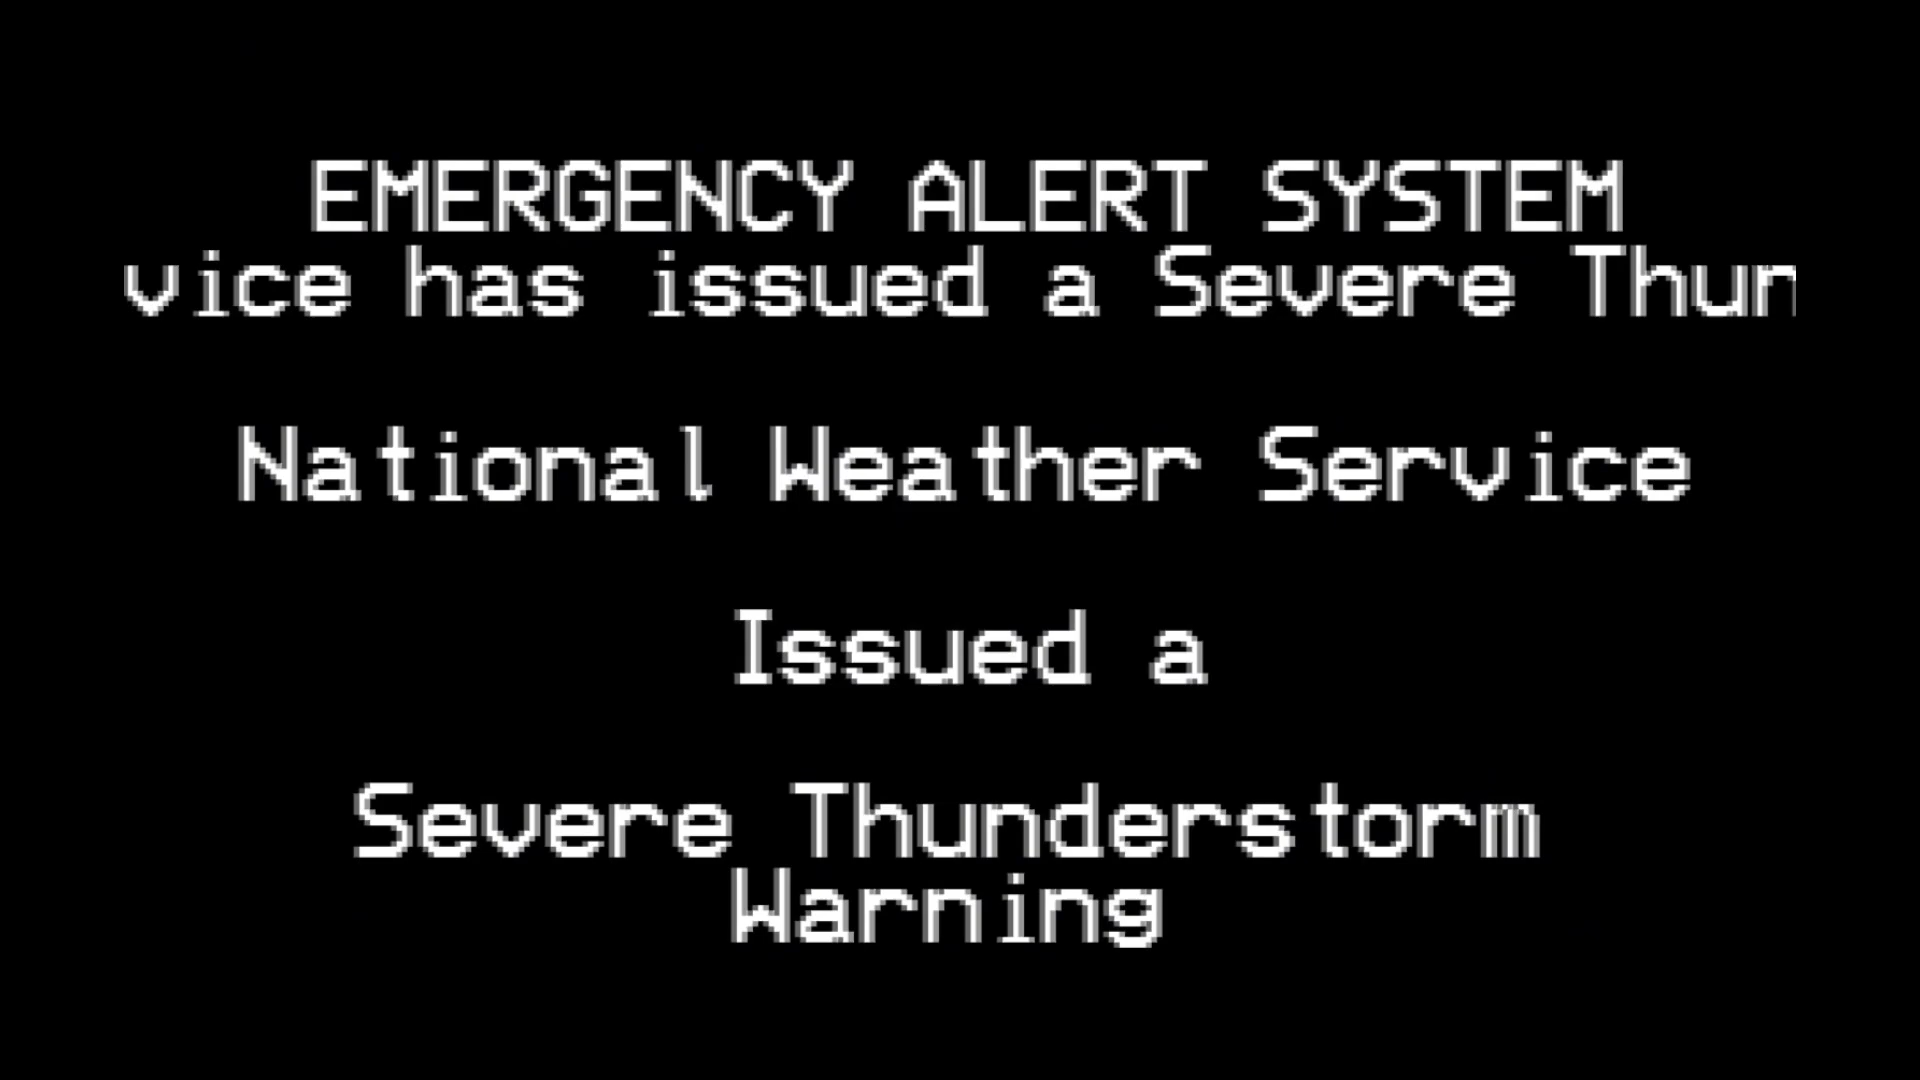 EMERGENCY ALERT SYSTEM
vice has issued a Severe Thun
National Weather Service
Issued a
Severe Thunderstorm
Warning